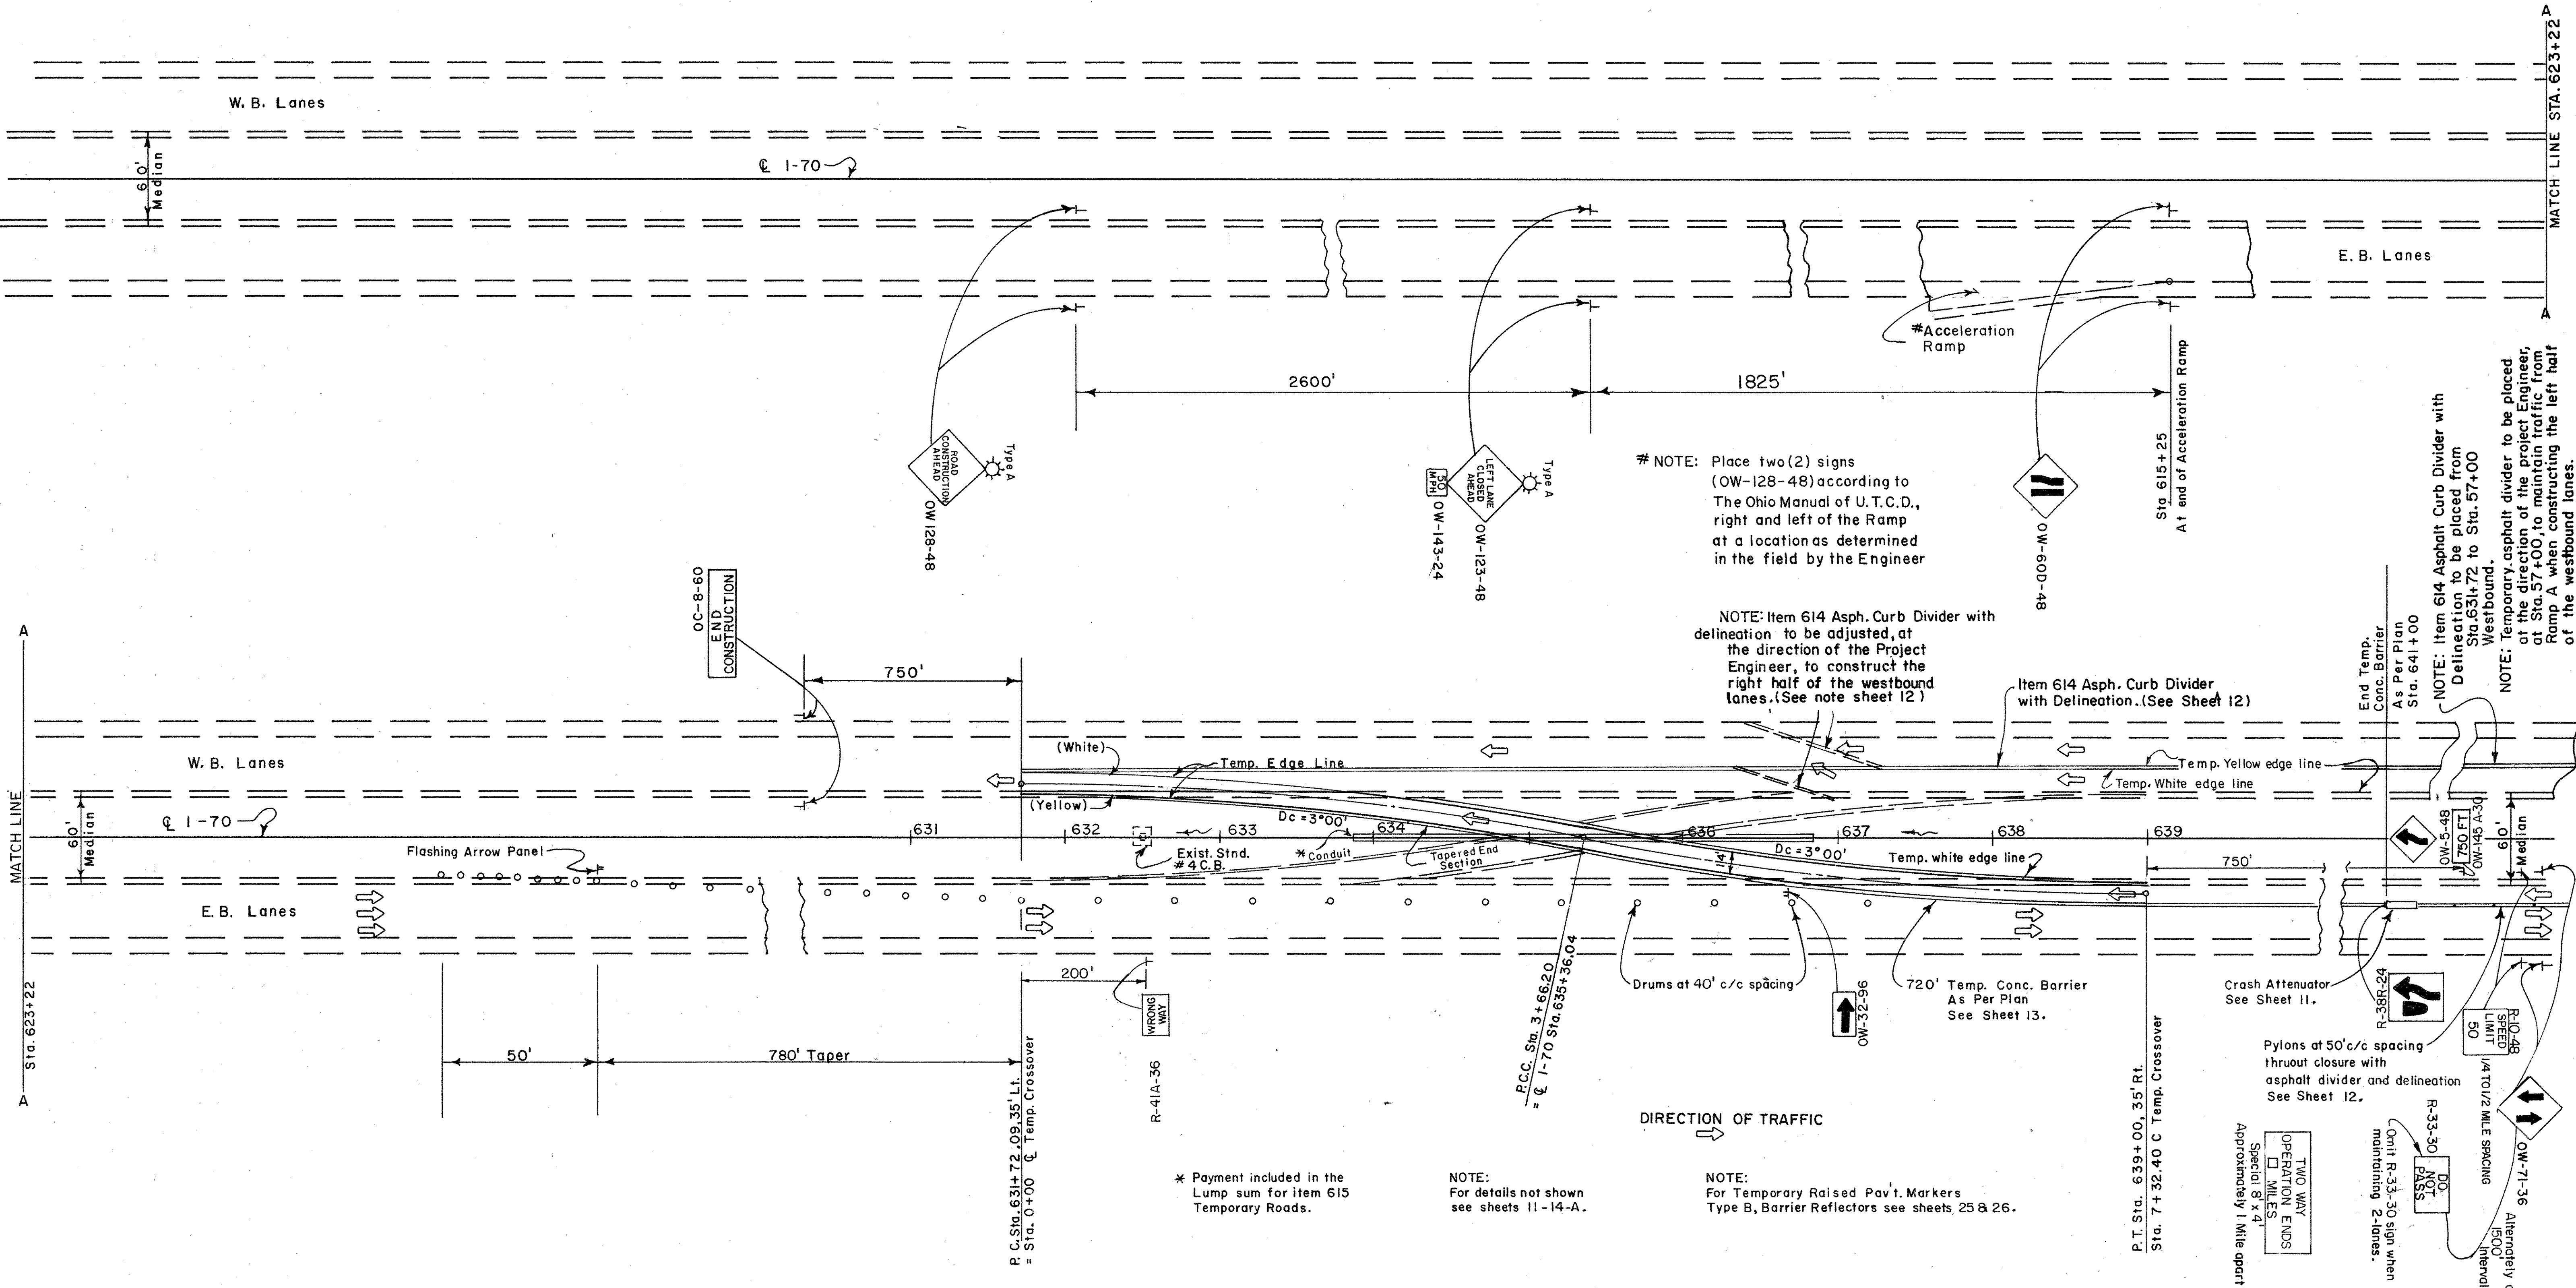 A
MATCH LINE STA. 623+22
A
W. B. Lanes
60'
Median
℄ I-70
E. B. Lanes
#Acceleration
Ramp
2600'
1825'
Sta 615+25
At end of Acceleration Ramp
ROAD
CONSTRUCTION
AHEAD
Type A
OW 128-48
LEFT LANE
CLOSED
AHEAD
Type A
50
MPH
OW-143-24
OW-123-48
OW-60D-48
# NOTE: Place two (2) signs
(OW-128-48) according to
The Ohio Manual of U.T.C.D.,
right and left of the Ramp
at a location as determined
in the field by the Engineer
NOTE: Item 614 Asphalt Curb Divider with
Delineation to be placed from
Sta. 631+72 to Sta. 57+00
Westbound.
NOTE: Temporary asphalt divider to be placed
at the direction of the project Engineer,
at Sta. 57+00, to maintain traffic from
Ramp A when constructing the left half
of the westbound lanes.
OC-8-60
END
CONSTRUCTION
750'
NOTE: Item 614 Asph. Curb Divider with
delineation to be adjusted, at
the direction of the Project
Engineer, to construct the
right half of the westbound
lanes. (See note sheet 12)
Item 614 Asph. Curb Divider
with Delineation. (See Sheet 12)
End Temp.
Conc. Barrier
As Per Plan
Sta. 641+00
A
MATCH LINE
Sta. 623+22
A
W. B. Lanes
60'
Median
℄ I-70
(White)
Temp. Edge Line
(Yellow)
Temp. Yellow edge line
Temp. White edge line
631
632
633
634
636
637
638
639
Dc = 3°00'
Dc = 3°00'
Exist. Stnd.
#4 C.B.
* Conduit
Tapered End
Section
14'
Temp. white edge line
750'
OW-5-48
750 FT
OW-145 A-30
60'
Median
Flashing Arrow Panel
E. B. Lanes
50'
780' Taper
200'
WRONG
WAY
R-41A-36
P. C. Sta. 631+72.09, 35' Lt.
= Sta. 0+00 ℄ Temp. Crossover
P.C.C. Sta. 3+66.20
= ℄ I-70 Sta. 635+36.04
Drums at 40' c/c spacing
OW-32-96
720' Temp. Conc. Barrier
As Per Plan
See Sheet 13.
P.T. Sta. 639+00, 35' Rt.
Sta. 7+32.40 C Temp. Crossover
Crash Attenuator
See Sheet 11.
R-38R-24
R-10-48
SPEED
LIMIT
50
1/4 TO 1/2 MILE SPACING
Pylons at 50' c/c spacing
thruout closure with
asphalt divider and delineation
See Sheet 12.
OW-71-36
Alternately
1500'
Interval
R-33-30
DO
NOT
PASS
Omit R-33-30 sign when
maintaining 2-lanes.
TWO WAY
OPERATION ENDS
□ MILES
Special 8' x 4'
Approximately 1 Mile apart
DIRECTION OF TRAFFIC
* Payment included in the
Lump sum for item 615
Temporary Roads.
NOTE:
For details not shown
see sheets 11-14-A.
NOTE:
For Temporary Raised Pav't. Markers
Type B, Barrier Reflectors see sheets 25 & 26.